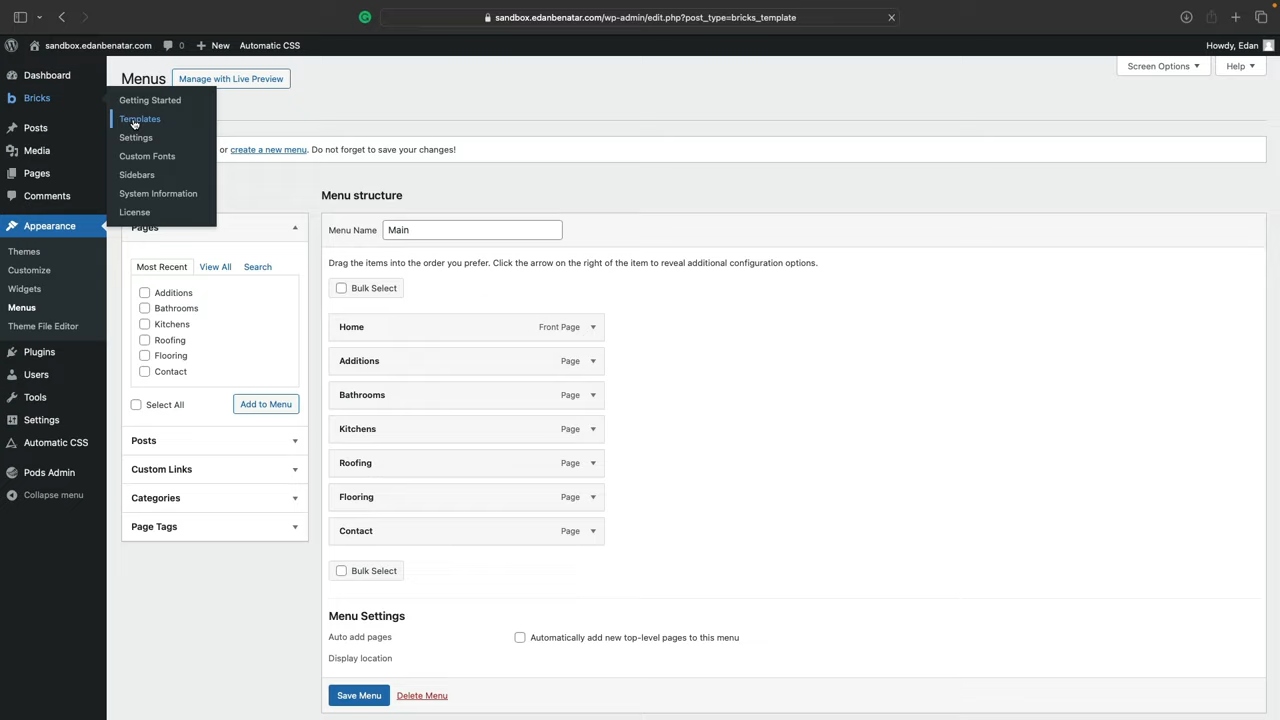 sandbox.edanbenatar.com/wp-admin/edit.php?post_type=bricks_template
sandbox.edanbenatar.com 0 New Automatic CSS Howdy, Edan
Dashboard
Bricks
Posts
Media
Pages
Comments
Appearance
Themes
Customize
Widgets
Menus
Theme File Editor
Plugins
Users
Tools
Settings
Automatic CSS
Pods Admin
Collapse menu
Getting Started
Templates
Settings
Custom Fonts
Sidebars
System Information
License
Menus Manage with Live Preview
Screen Options Help
or create a new menu. Do not forget to save your changes!
Pages
Most Recent View All Search
Additions
Bathrooms
Kitchens
Roofing
Flooring
Contact
Select All Add to Menu
Posts
Custom Links
Categories
Page Tags
Menu structure
Menu Name Main
Drag the items into the order you prefer. Click the arrow on the right of the item to reveal additional configuration options.
Bulk Select
Home Front Page
Additions Page
Bathrooms Page
Kitchens Page
Roofing Page
Flooring Page
Contact Page
Bulk Select
Menu Settings
Auto add pages Automatically add new top-level pages to this menu
Display location
Save Menu Delete Menu